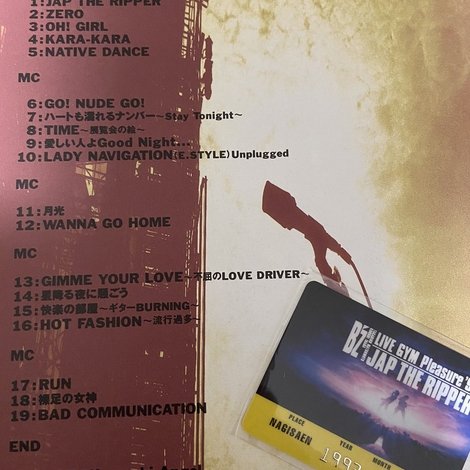 1:JAP THE RIPPER
2:ZERO
3:OH! GIRL
4:KARA-KARA
5:NATIVE DANCE
MC
6:GO! NUDE GO!
7:ハートも濡れるナンバー〜Stay Tonight〜
8:TIME〜展覧会の絵〜
9:愛しい人よGood Night...
10:LADY NAVIGATION(E.STYLE)Unplugged
MC
11:月光
12:WANNA GO HOME
MC
13:GIMME YOUR LOVE〜不屈のLOVE DRIVER〜
14:星降る夜に騒ごう
15:快楽の部屋〜ギターBURNING〜
16:HOT FASHION〜流行過多〜
MC
17:RUN
18:裸足の女神
19:BAD COMMUNICATION
END
B'z LIVE GYM Pleasure
JAP THE RIPPER
PLACE
NAGISAEN
YEAR
MONTH
1993